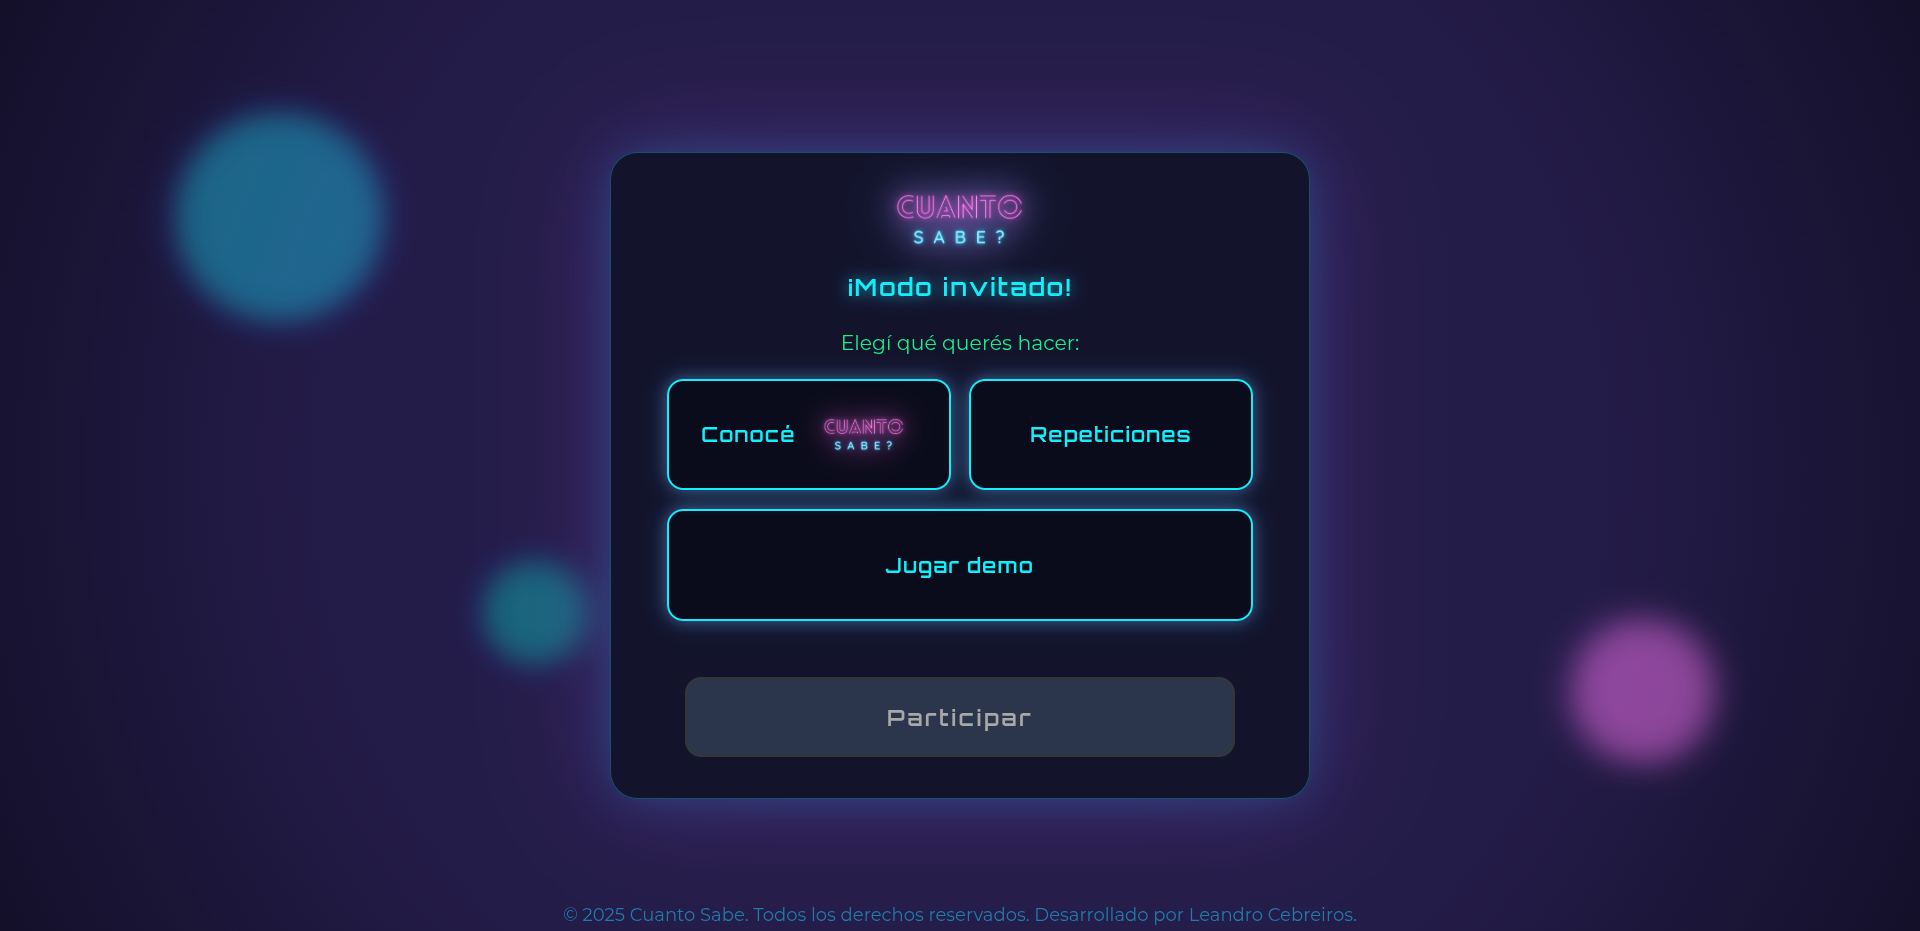 CUANTO
SABE?
¡Modo invitado!
Elegí qué querés hacer:
Conocé CUANTO SABE?
Repeticiones
Jugar demo
Participar
© 2025 Cuanto Sabe. Todos los derechos reservados. Desarrollado por Leandro Cebreiros.